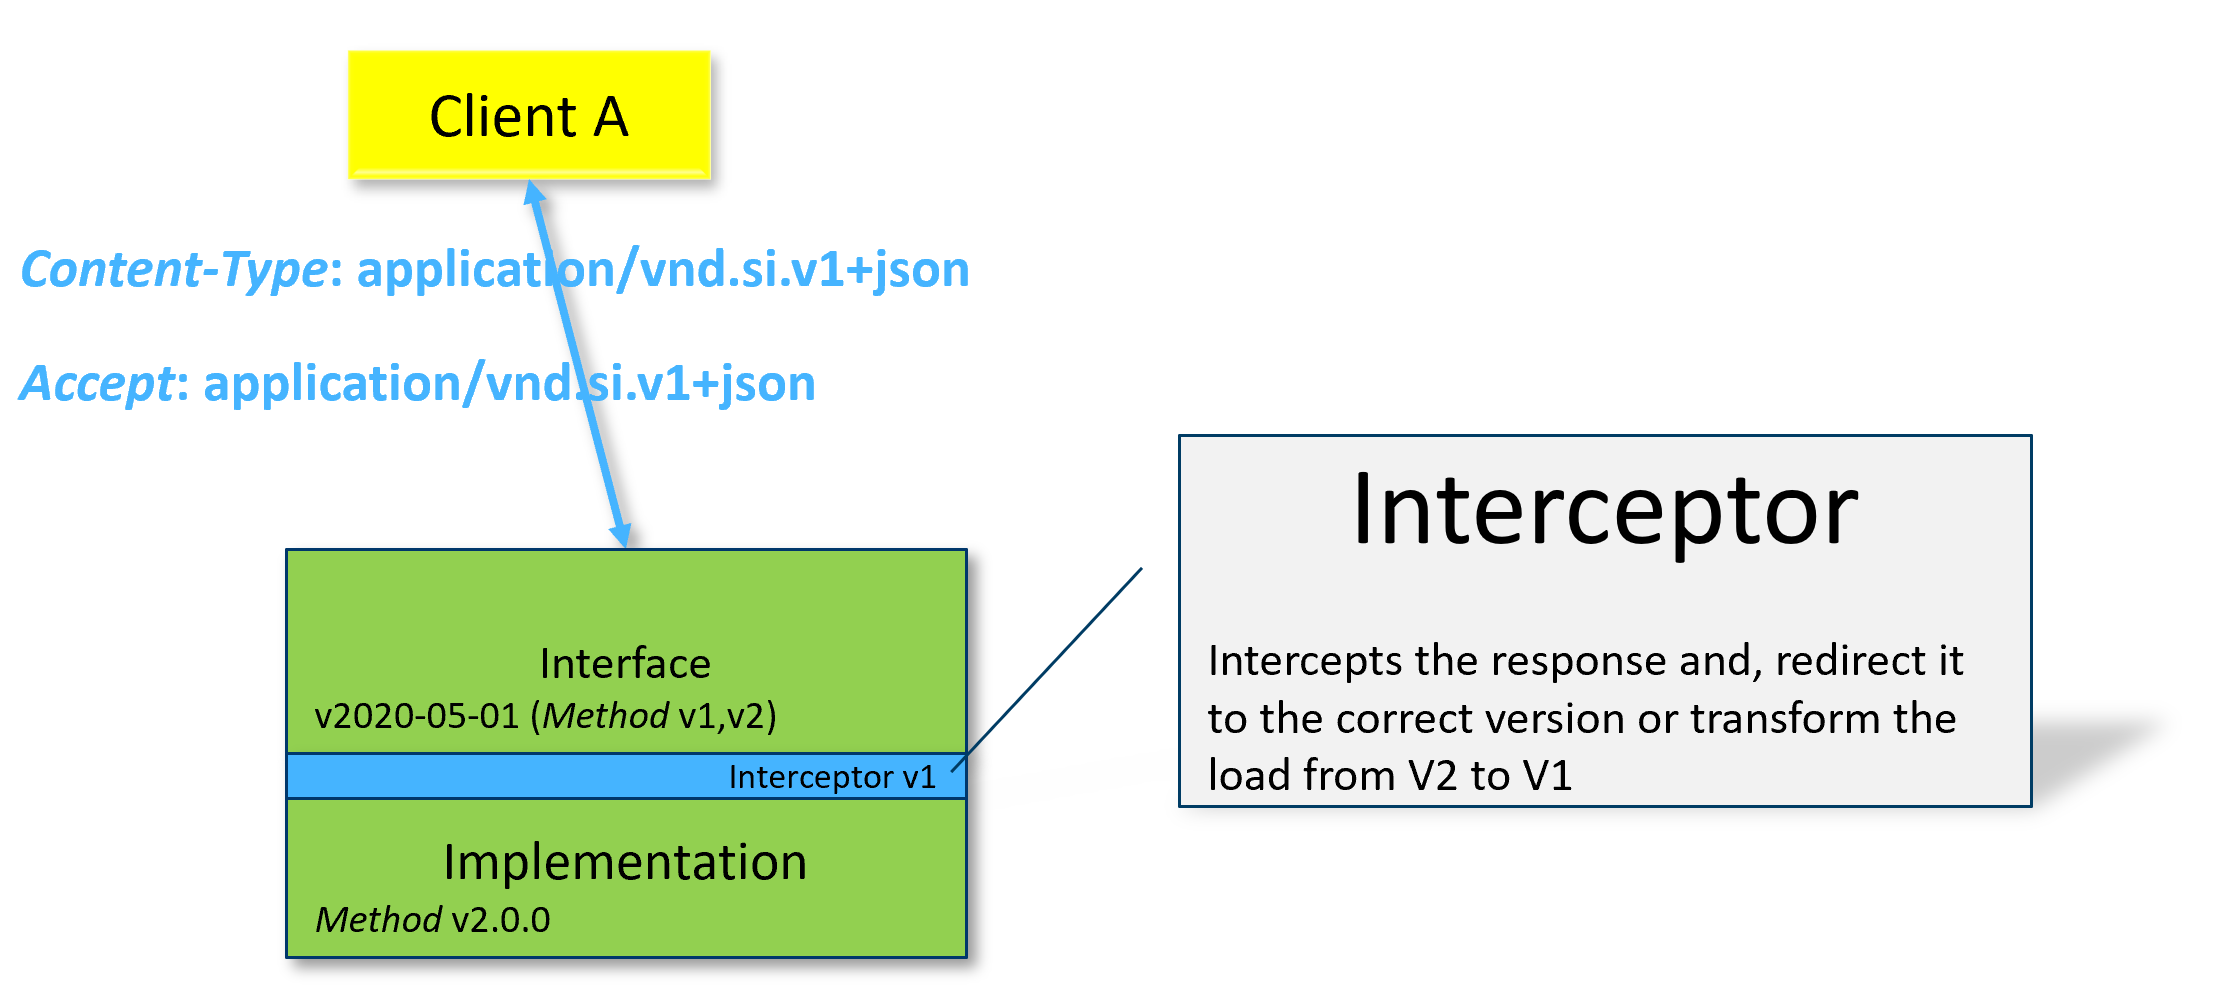 Client A
Content-Type: application/vnd.si.v1+json
Accept: application/vnd.si.v1+json
Interface
v2020-05-01 (Method v1,v2)
Interceptor v1
Implementation
Method v2.0.0
Interceptor
Intercepts the response and, redirect it
to the correct version or transform the
load from V2 to V1